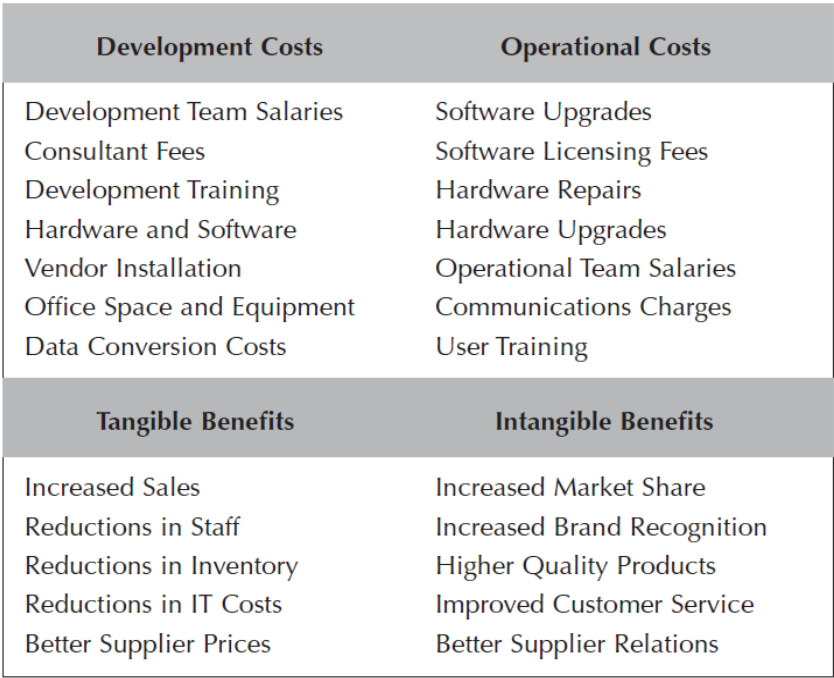 Development Costs
Operational Costs
Development Team Salaries
Consultant Fees
Development Training
Hardware and Software
Vendor Installation
Office Space and Equipment
Data Conversion Costs
Software Upgrades
Software Licensing Fees
Hardware Repairs
Hardware Upgrades
Operational Team Salaries
Communications Charges
User Training
Tangible Benefits
Intangible Benefits
Increased Sales
Reductions in Staff
Reductions in Inventory
Reductions in IT Costs
Better Supplier Prices
Increased Market Share
Increased Brand Recognition
Higher Quality Products
Improved Customer Service
Better Supplier Relations